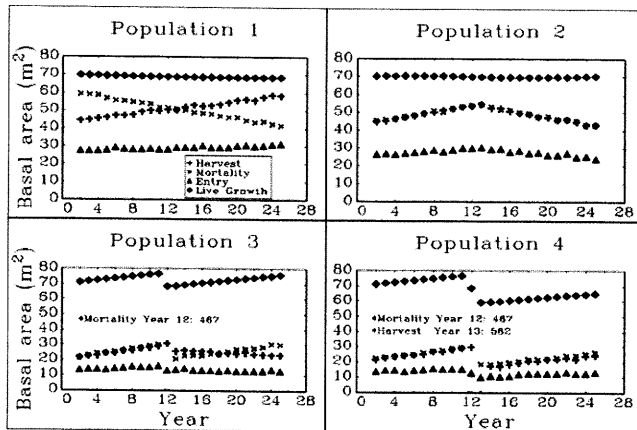 Population 1
Population 2
Basal area (m²)
80
70
60
50
40
30
20
10
0
Harvest
Mortality
Entry
Live Growth
0 4 8 12 16 20 24 28
80
70
60
50
40
30
20
10
0
0 4 8 12 16 20 24 28
Population 3
Population 4
Basal area (m²)
80
70
60
50
40
30
20
10
0
Mortality Year 12: 467
0 4 8 12 16 20 24 28
Year
80
70
60
50
40
30
20
10
0
Mortality Year 12: 467
Harvest Year 13: 562
0 4 8 12 16 20 24 28
Year